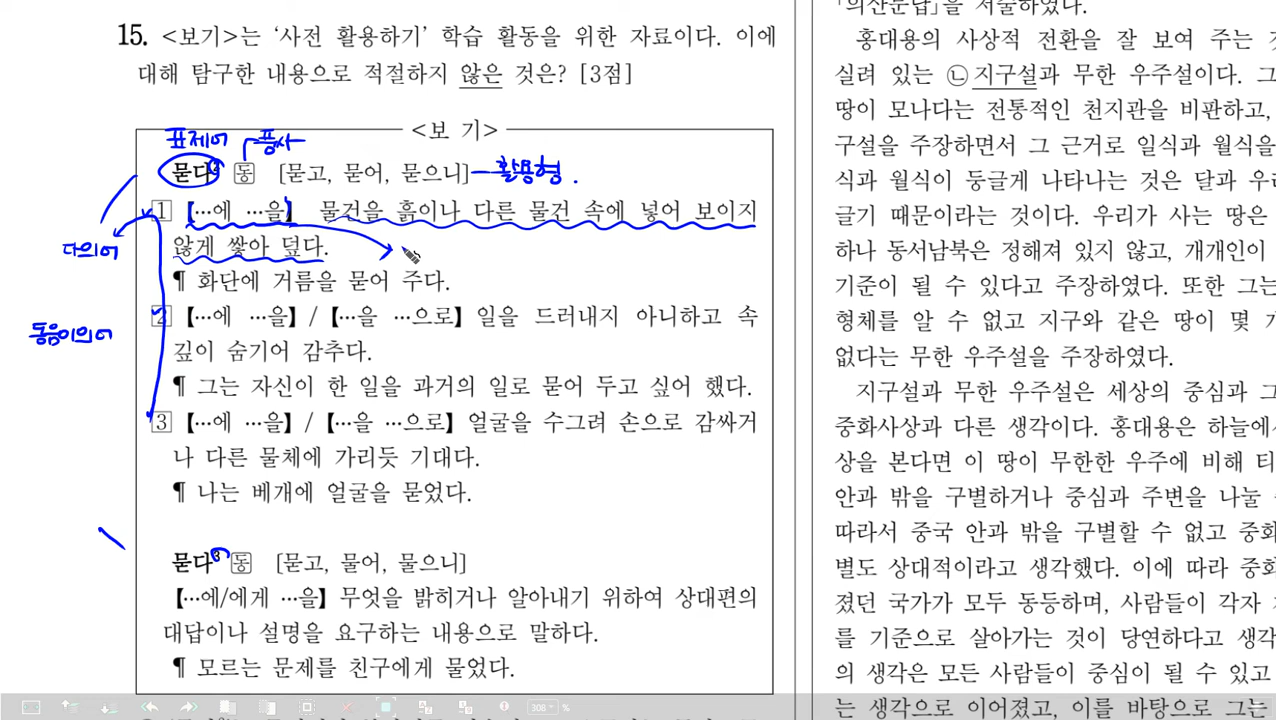 15. <보기>는 ‘사전 활용하기’ 학습 활동을 위한 자료이다. 이에
대해 탐구한 내용으로 적절하지 않은 것은? [3점]
<보 기>
표제어
품사
묻다² 동 [묻고, 묻어, 묻으니]
활용형
1 【…에 …을】 물건을 흙이나 다른 물건 속에 넣어 보이지
않게 쌓아 덮다.
다의어
¶ 화단에 거름을 묻어 주다.
2 【…에 …을】 / 【…을 …으로】 일을 드러내지 아니하고 속
동음이의어
깊이 숨기어 감추다.
¶ 그는 자신이 한 일을 과거의 일로 묻어 두고 싶어 했다.
3 【…에 …을】 / 【…을 …으로】 얼굴을 수그려 손으로 감싸거
나 다른 물체에 가리듯 기대다.
¶ 나는 베개에 얼굴을 묻었다.
묻다³ 동 [묻고, 물어, 물으니]
【…에/에게 …을】 무엇을 밝히거나 알아내기 위하여 상대편의
대답이나 설명을 요구하는 내용으로 말하다.
¶ 모르는 문제를 친구에게 물었다.
「의산문답」을 저술하였다.
홍대용의 사상적 전환을 잘 보여 주는
실려 있는 ㉡지구설과 무한 우주설이다.
땅이 모나다는 전통적인 천지관을 비판하고,
구설을 주장하면서 그 근거로 일식과 월식을
식과 월식이 둥글게 나타나는 것은 달과
글기 때문이라는 것이다. 우리가 사는 땅은
하나 동서남북은 정해져 있지 않고, 개개인이
기준이 될 수 있다고 주장하였다. 또한 그는
형체를 알 수 없고 지구와 같은 땅이 몇
없다는 무한 우주설을 주장하였다.
지구설과 무한 우주설은 세상의 중심과
중화사상과 다른 생각이다. 홍대용은 하늘에서
상을 본다면 이 땅이 무한한 우주에 비해
안과 밖을 구별하거나 중심과 주변을 나눌
따라서 중국 안과 밖을 구별할 수 없고
별도 상대적이라고 생각했다. 이에 따라
졌던 국가가 모두 동등하며, 사람들이 각자
를 기준으로 살아가는 것이 당연하다고
의 생각은 모든 사람들이 중심이 될 수 있고
는 생각으로 이어졌고, 이를 바탕으로 그는
308 %